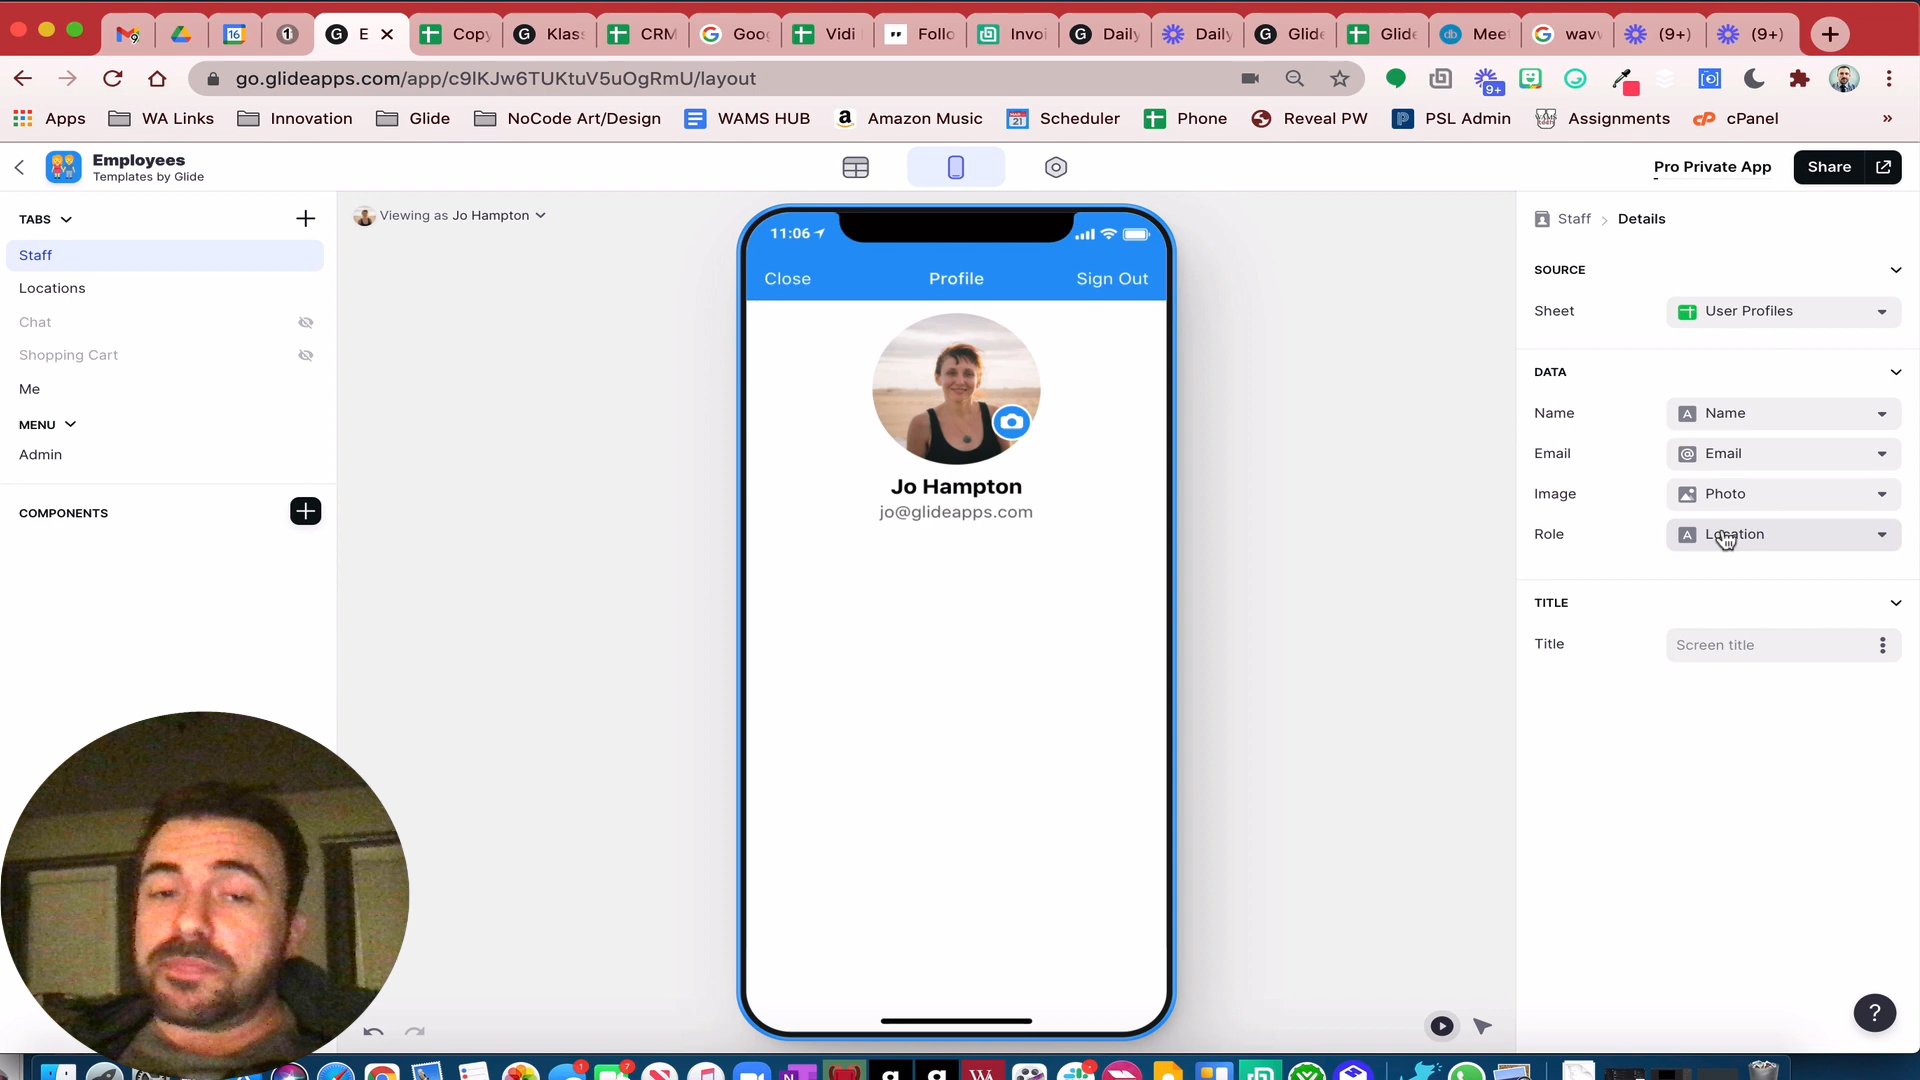 E
Copy
Klass
CRM
Goog
Vidi
Follo
Invoi
Daily
Daily
Glide
Glide
Meet
wavv
(9+)
(9+)
go.glideapps.com/app/c9lKJw6TUKtuV5uOgRmU/layout
9+
Apps
WA Links
Innovation
Glide
NoCode Art/Design
WAMS HUB
Amazon Music
Scheduler
Phone
Reveal PW
PSL Admin
Assignments
cPanel
»
Employees
Templates by Glide
Pro Private App
Share
TABS
Staff
Locations
Chat
Shopping Cart
Me
MENU
Admin
COMPONENTS
Viewing as Jo Hampton
11:06
Close
Profile
Sign Out
Jo Hampton
jo@glideapps.com
Staff > Details
SOURCE
Sheet
User Profiles
DATA
Name
Name
Email
Email
Image
Photo
Role
Location
TITLE
Title
Screen title
?